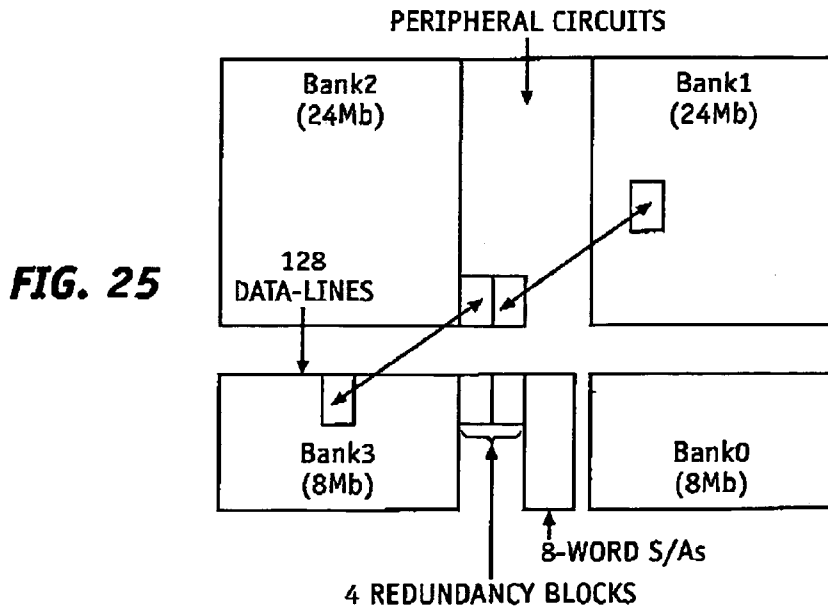 PERIPHERAL CIRCUITS
Bank2
(24Mb)
Bank1
(24Mb)
FIG. 25
128
DATA-LINES
Bank3
(8Mb)
Bank0
(8Mb)
8-WORD S/As
4 REDUNDANCY BLOCKS